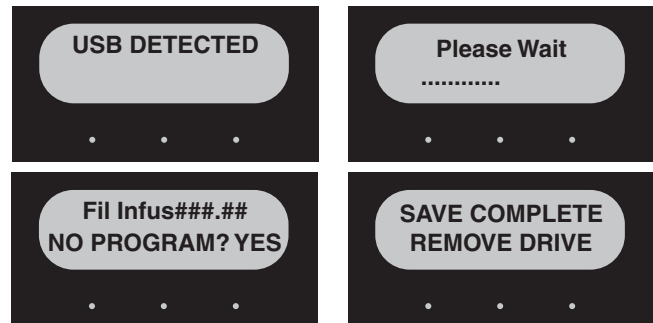 USB DETECTED
Please Wait
............
Fil Infus###.##
NO PROGRAM? YES
SAVE COMPLETE
REMOVE DRIVE